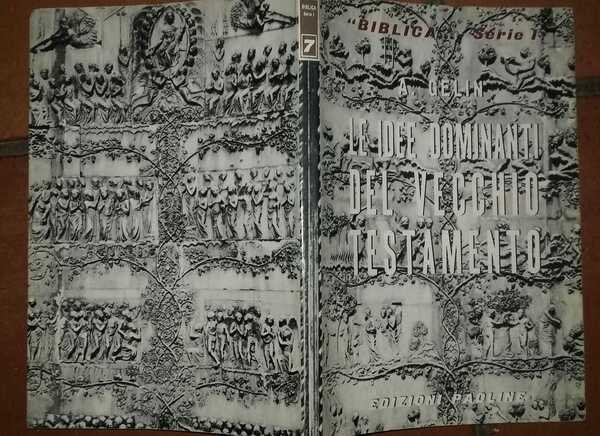 BIBLICA
Serie I
7
"BIBLICA„ Serie I
A. GELIN
LE IDEE DOMINANTI
DEL VECCHIO
TESTAMENTO
EDIZIONI PAOLINE